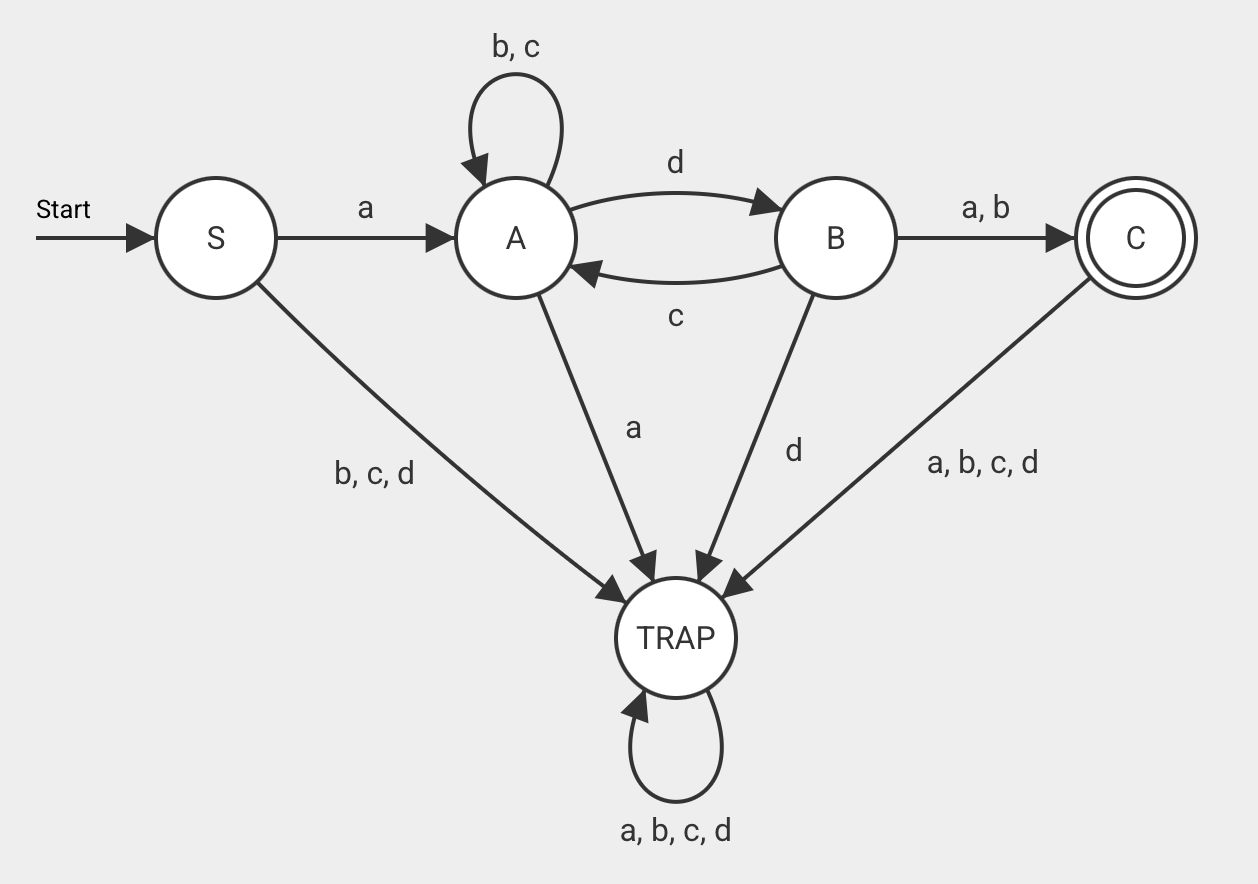 b, c
d
Start
a
a, b
S
A
B
C
c
a
d
b, c, d
a, b, c, d
TRAP
a, b, c, d